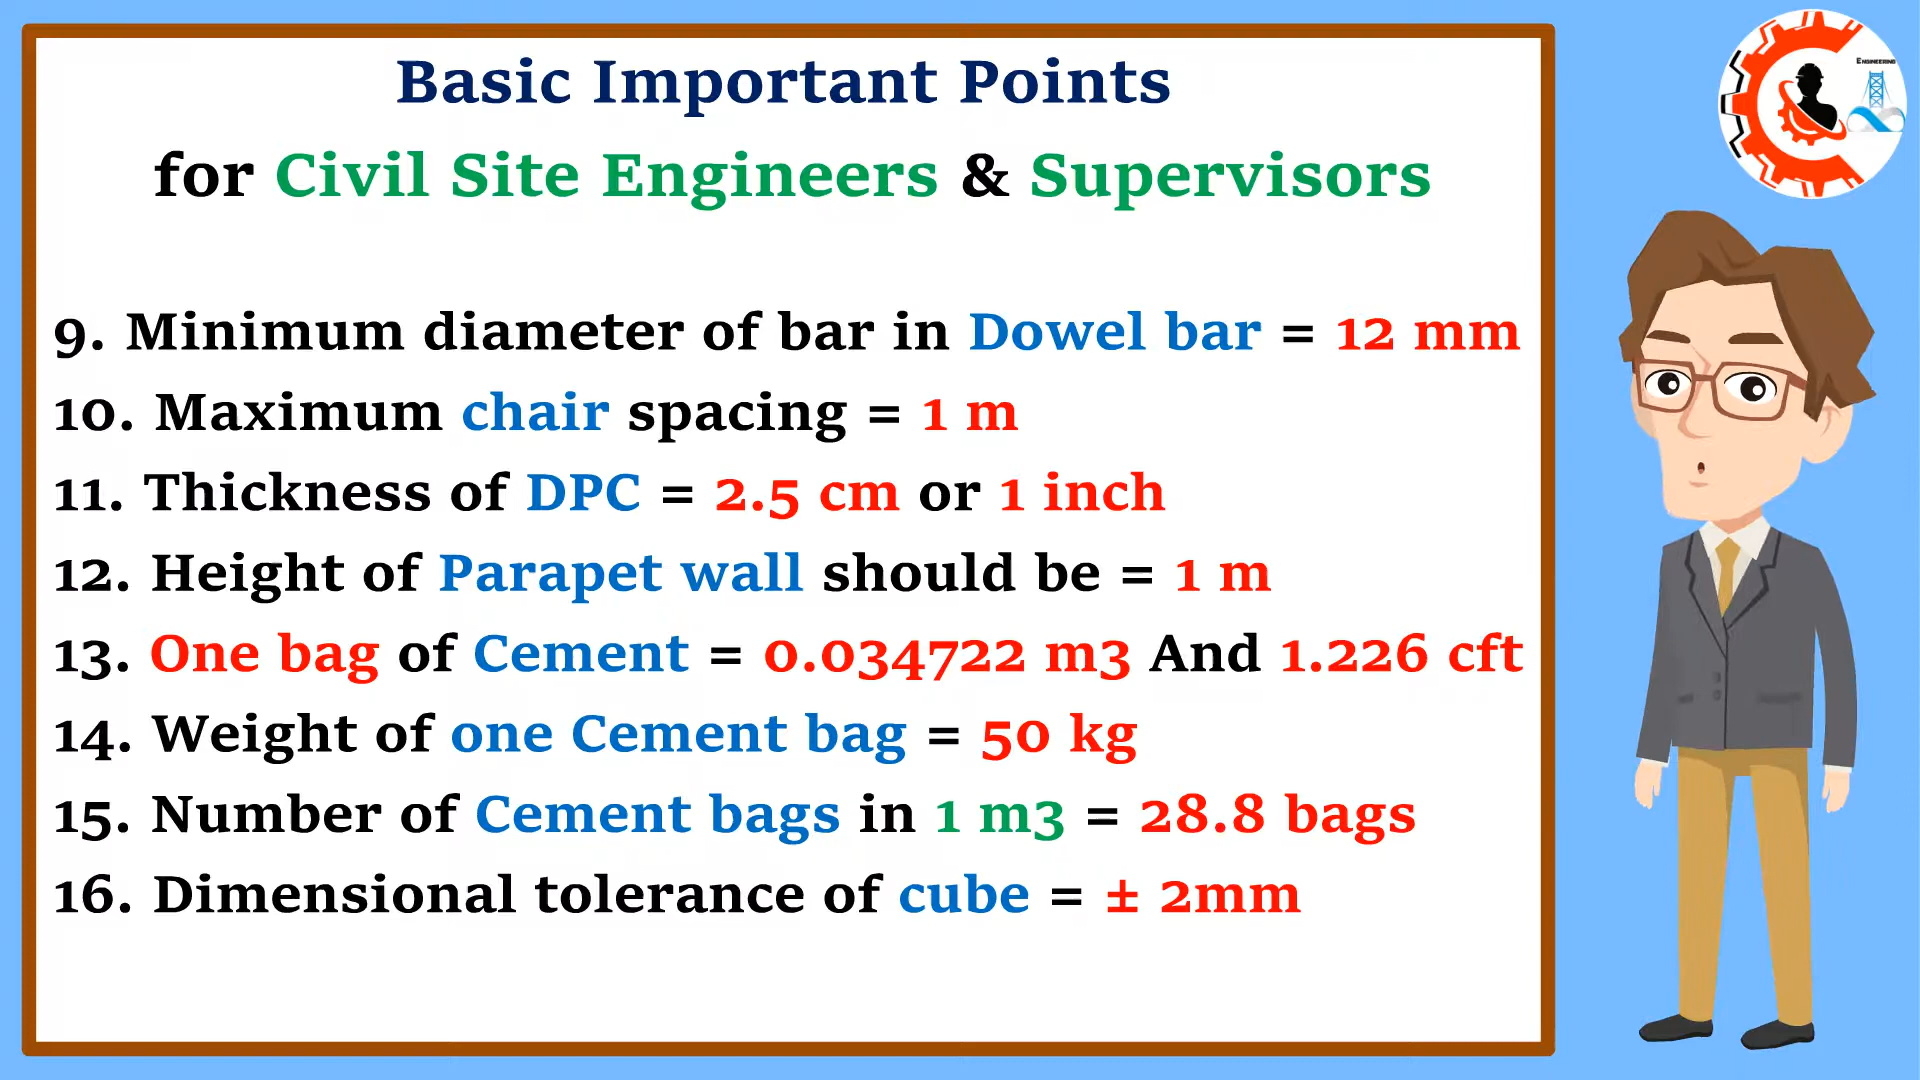 Basic Important Points
for Civil Site Engineers & Supervisors
9. Minimum diameter of bar in Dowel bar = 12 mm
10. Maximum chair spacing = 1 m
11. Thickness of DPC = 2.5 cm or 1 inch
12. Height of Parapet wall should be = 1 m
13. One bag of Cement = 0.034722 m3 And 1.226 cft
14. Weight of one Cement bag = 50 kg
15. Number of Cement bags in 1 m3 = 28.8 bags
16. Dimensional tolerance of cube = ± 2mm
ENGINEERING